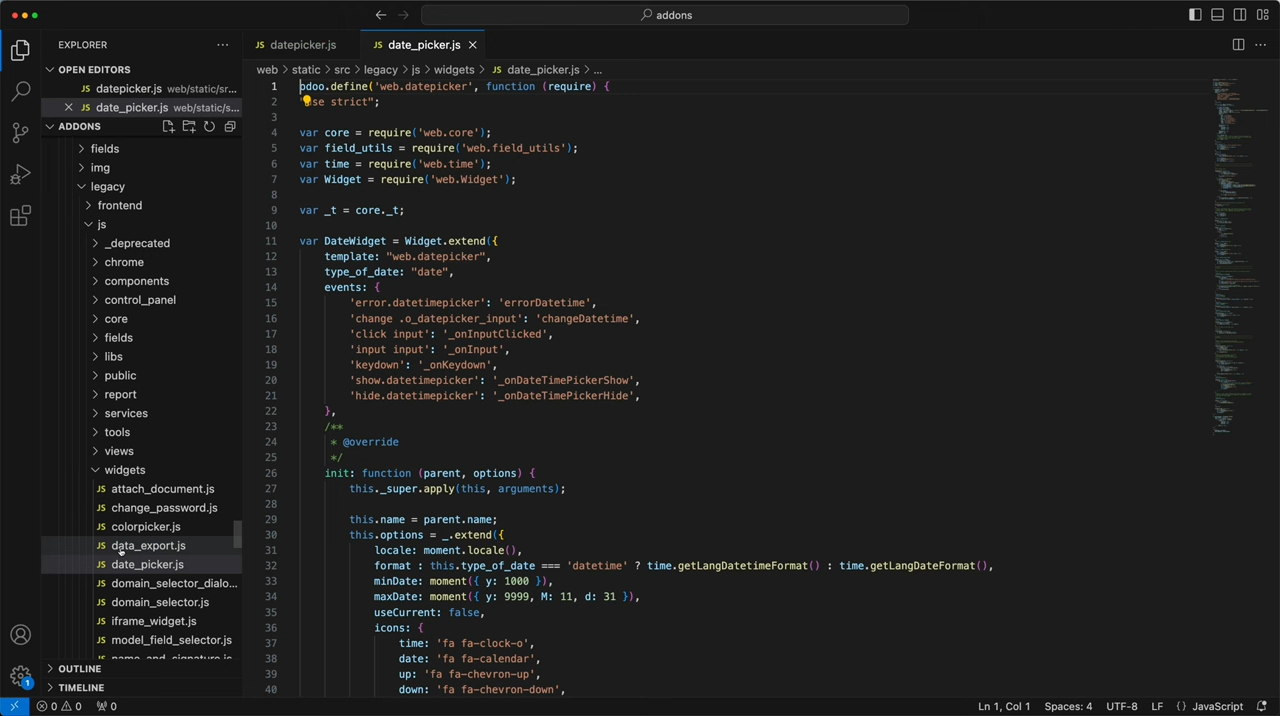 addons
EXPLORER
OPEN EDITORS
datepicker.js web/static/sr...
date_picker.js web/static/s...
ADDONS
fields
img
legacy
frontend
js
_deprecated
chrome
components
control_panel
core
fields
libs
public
report
services
tools
views
widgets
attach_document.js
change_password.js
colorpicker.js
data_export.js
date_picker.js
domain_selector_dialo...
domain_selector.js
iframe_widget.js
model_field_selector.js
name_and_signature.js
OUTLINE
TIMELINE
datepicker.js
date_picker.js
web > static > src > legacy > js > widgets > JS date_picker.js > ...
1 odoo.define('web.datepicker', function (require) {
2 "use strict";
3
4 var core = require('web.core');
5 var field_utils = require('web.field_utils');
6 var time = require('web.time');
7 var Widget = require('web.Widget');
8
9 var _t = core._t;
10
11 var DateWidget = Widget.extend({
12 template: "web.datepicker",
13 type_of_date: "date",
14 events: {
15 'error.datetimepicker': 'errorDatetime',
16 'change .o_datepicker_input': 'changeDatetime',
17 'click input': '_onInputClicked',
18 'input input': '_onInput',
19 'keydown': '_onKeydown',
20 'show.datetimepicker': '_onDateTimePickerShow',
21 'hide.datetimepicker': '_onDateTimePickerHide',
22 },
23 /**
24 * @override
25 */
26 init: function (parent, options) {
27 this._super.apply(this, arguments);
28
29 this.name = parent.name;
30 this.options = _.extend({
31 locale: moment.locale(),
32 format : this.type_of_date === 'datetime' ? time.getLangDatetimeFormat() : time.getLangDateFormat(),
33 minDate: moment({ y: 1000 }),
34 maxDate: moment({ y: 9999, M: 11, d: 31 }),
35 useCurrent: false,
36 icons: {
37 time: 'fa fa-clock-o',
38 date: 'fa fa-calendar',
39 up: 'fa fa-chevron-up',
40 down: 'fa fa-chevron-down',
1
0 0 0
Ln 1, Col 1 Spaces: 4 UTF-8 LF {} JavaScript